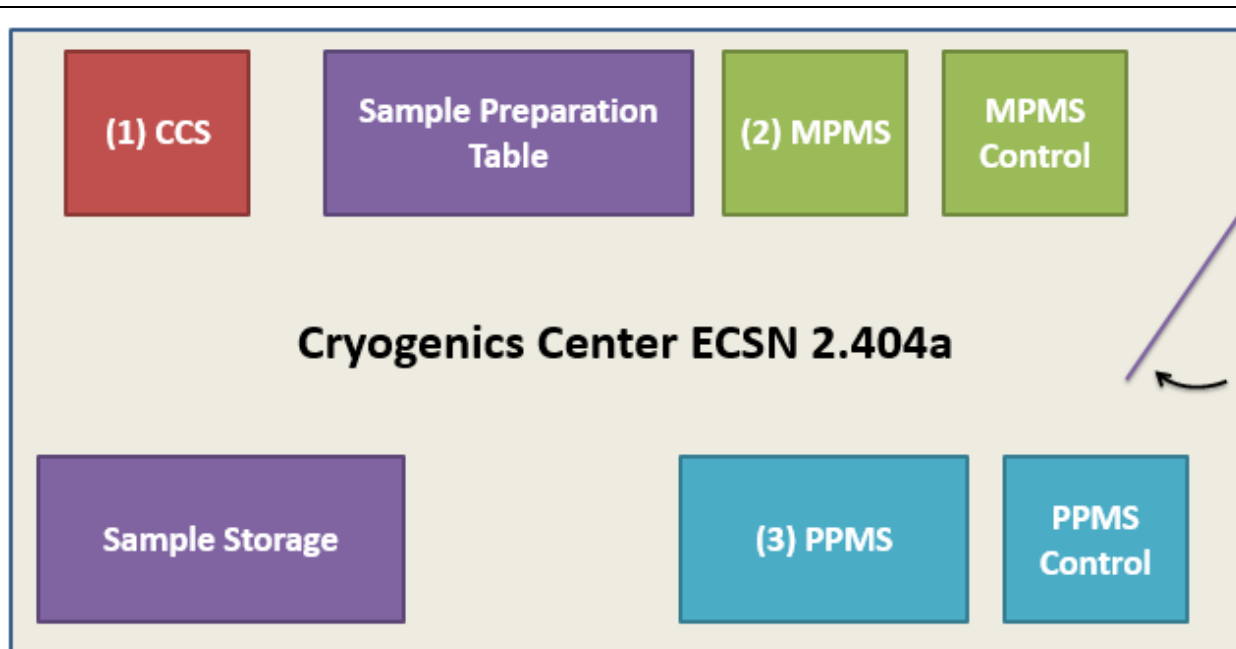 (1) CCS
Sample Preparation
Table
(2) MPMS
MPMS
Control
Cryogenics Center ECSN 2.404a
Sample Storage
(3) PPMS
PPMS
Control